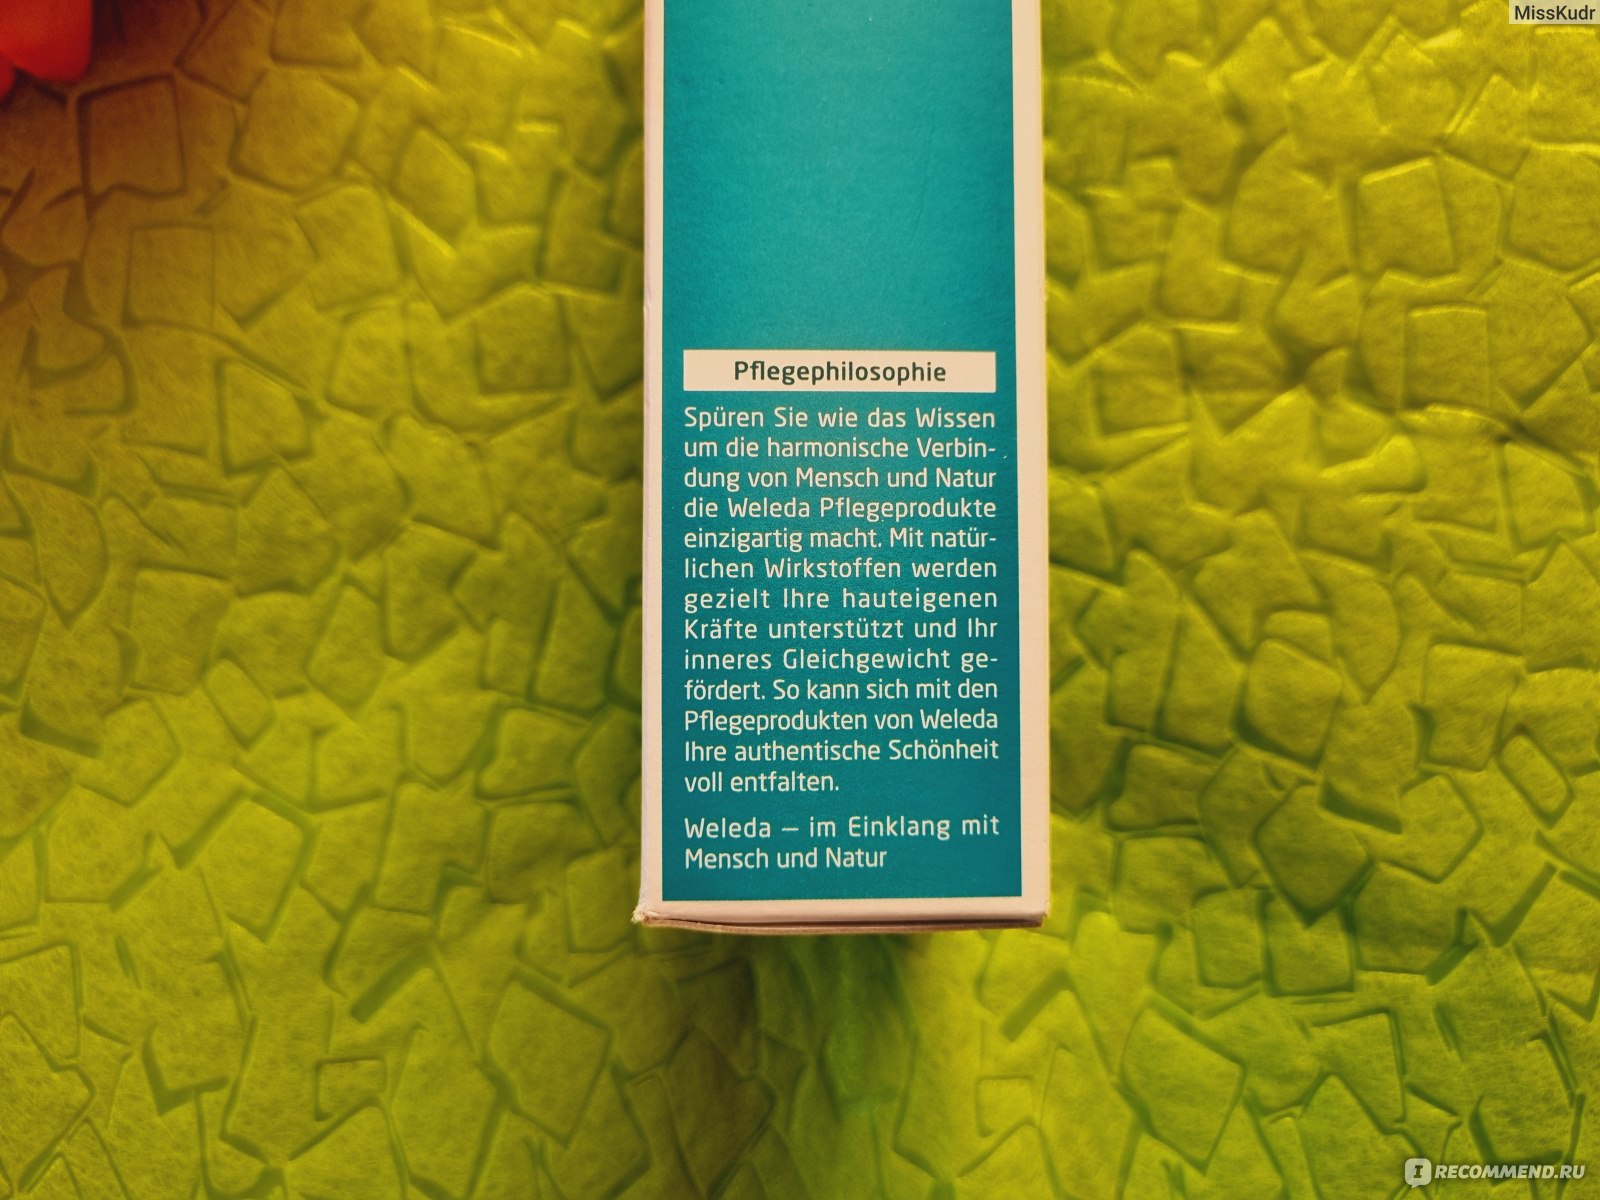 MissKudr
Pflegephilosophie
Spüren Sie wie das Wissen
um die harmonische Verbin-
dung von Mensch und Natur
die Weleda Pflegeprodukte
einzigartig macht. Mit natür-
lichen Wirkstoffen werden
gezielt Ihre hauteigenen
Kräfte unterstützt und Ihr
inneres Gleichgewicht ge-
fördert. So kann sich mit den
Pflegeprodukten von Weleda
Ihre authentische Schönheit
voll entfalten.
Weleda – im Einklang mit
Mensch und Natur
I RECOMMEND.RU